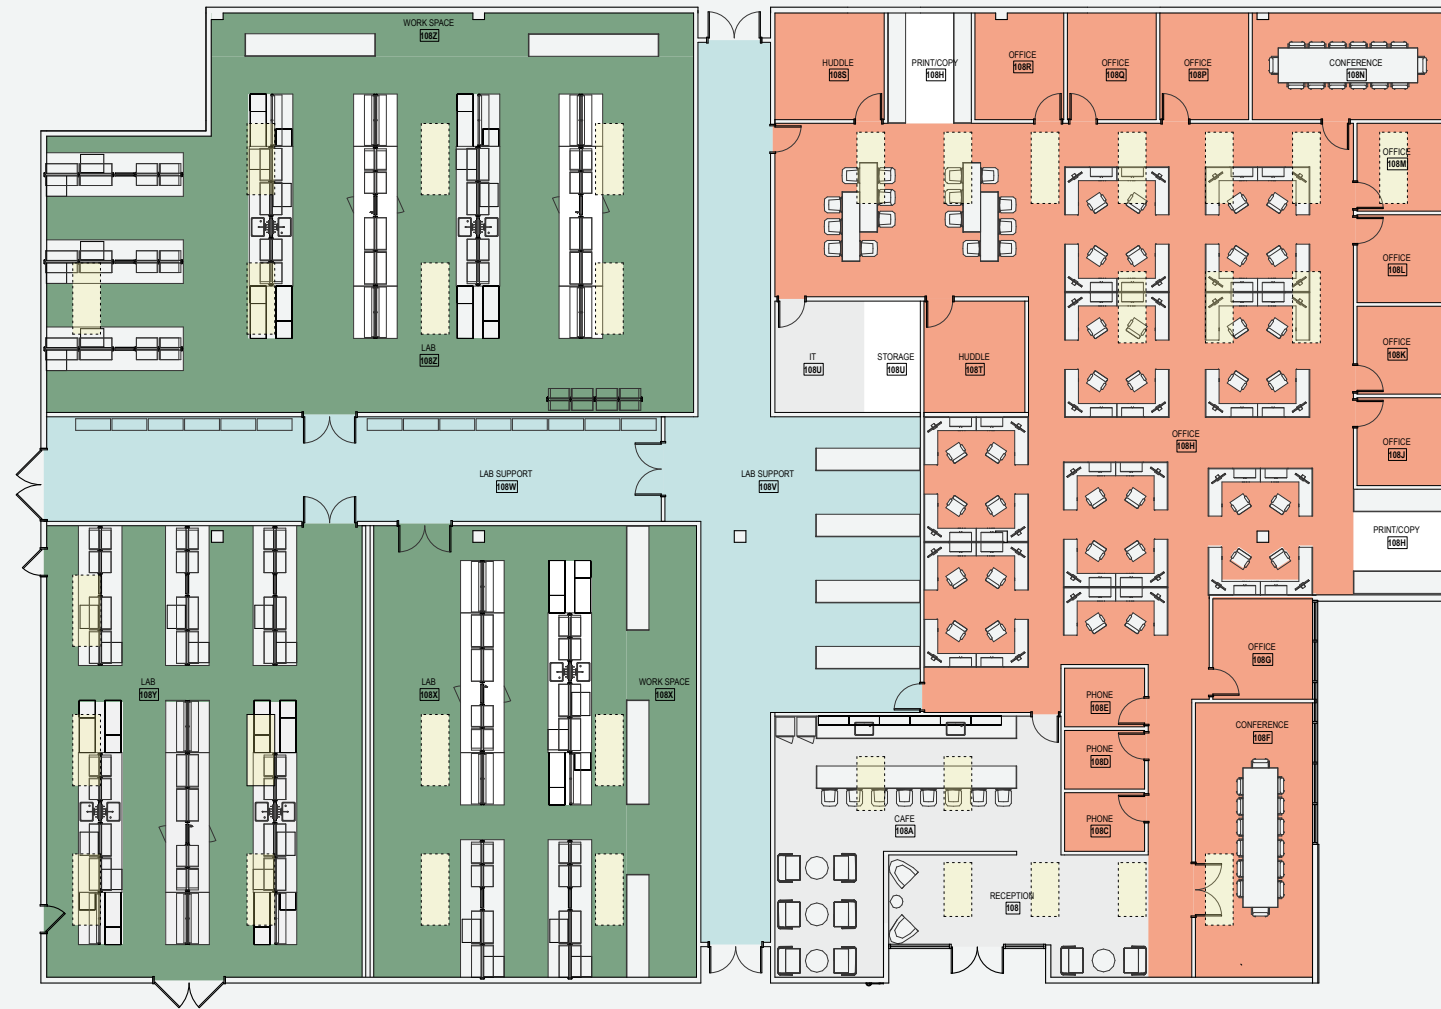 WORK SPACE
108Z
HUDDLE
108S
PRINT/COPY
108H
OFFICE
108R
OFFICE
108Q
OFFICE
108P
CONFERENCE
108N
OFFICE
108M
OFFICE
108L
LAB
108Z
IT
108U
STORAGE
108U
HUDDLE
108T
OFFICE
108K
OFFICE
108H
OFFICE
108J
LAB SUPPORT
108W
LAB SUPPORT
108V
PRINT/COPY
108H
OFFICE
108G
LAB
108Y
LAB
108X
WORK SPACE
108X
PHONE
108E
CONFERENCE
108F
PHONE
108D
CAFE
108A
PHONE
108C
RECEPTION
108